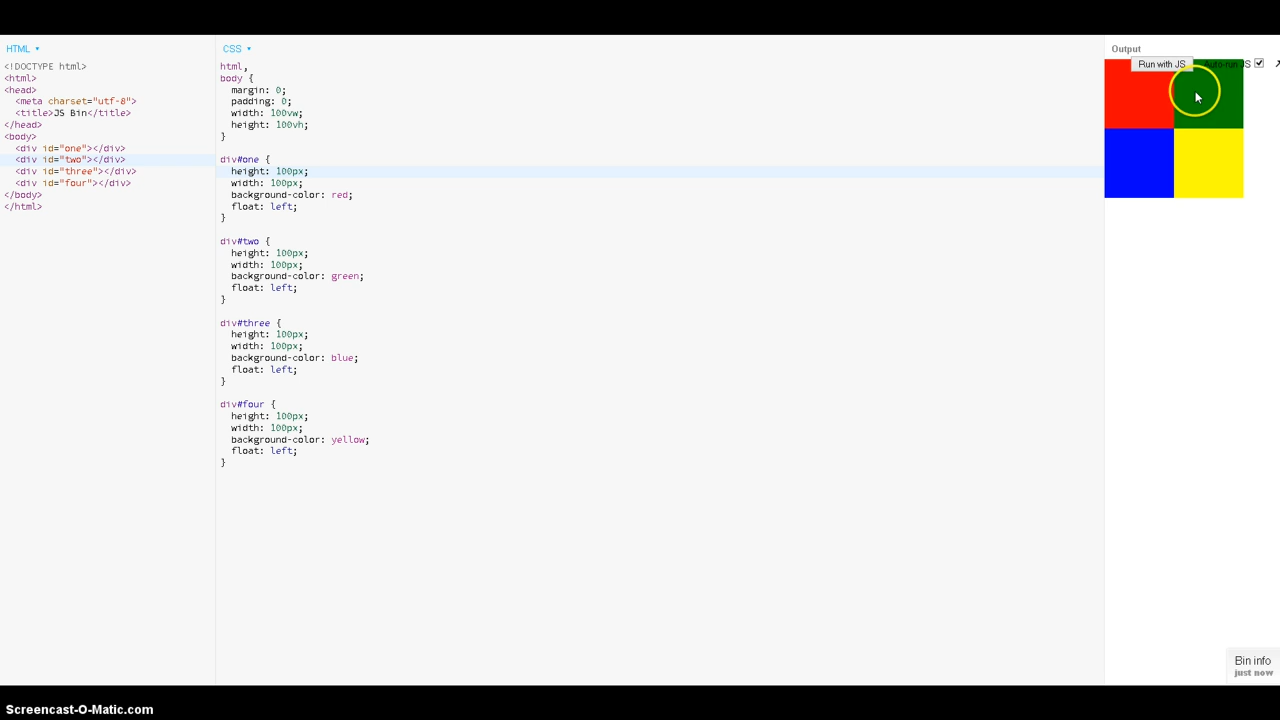 HTML
<!DOCTYPE html>
<html>
<head>
<meta charset="utf-8">
<title>JS Bin</title>
</head>
<body>
<div id="one"></div>
<div id="two"></div>
<div id="three"></div>
<div id="four"></div>
</body>
</html>
CSS
html,
body {
margin: 0;
padding: 0;
width: 100vw;
height: 100vh;
}
div#one {
height: 100px;
width: 100px;
background-color: red;
float: left;
}
div#two {
height: 100px;
width: 100px;
background-color: green;
float: left;
}
div#three {
height: 100px;
width: 100px;
background-color: blue;
float: left;
}
div#four {
height: 100px;
width: 100px;
background-color: yellow;
float: left;
}
Output
Run with JS Auto-run JS
Bin info
just now
Screencast-O-Matic.com